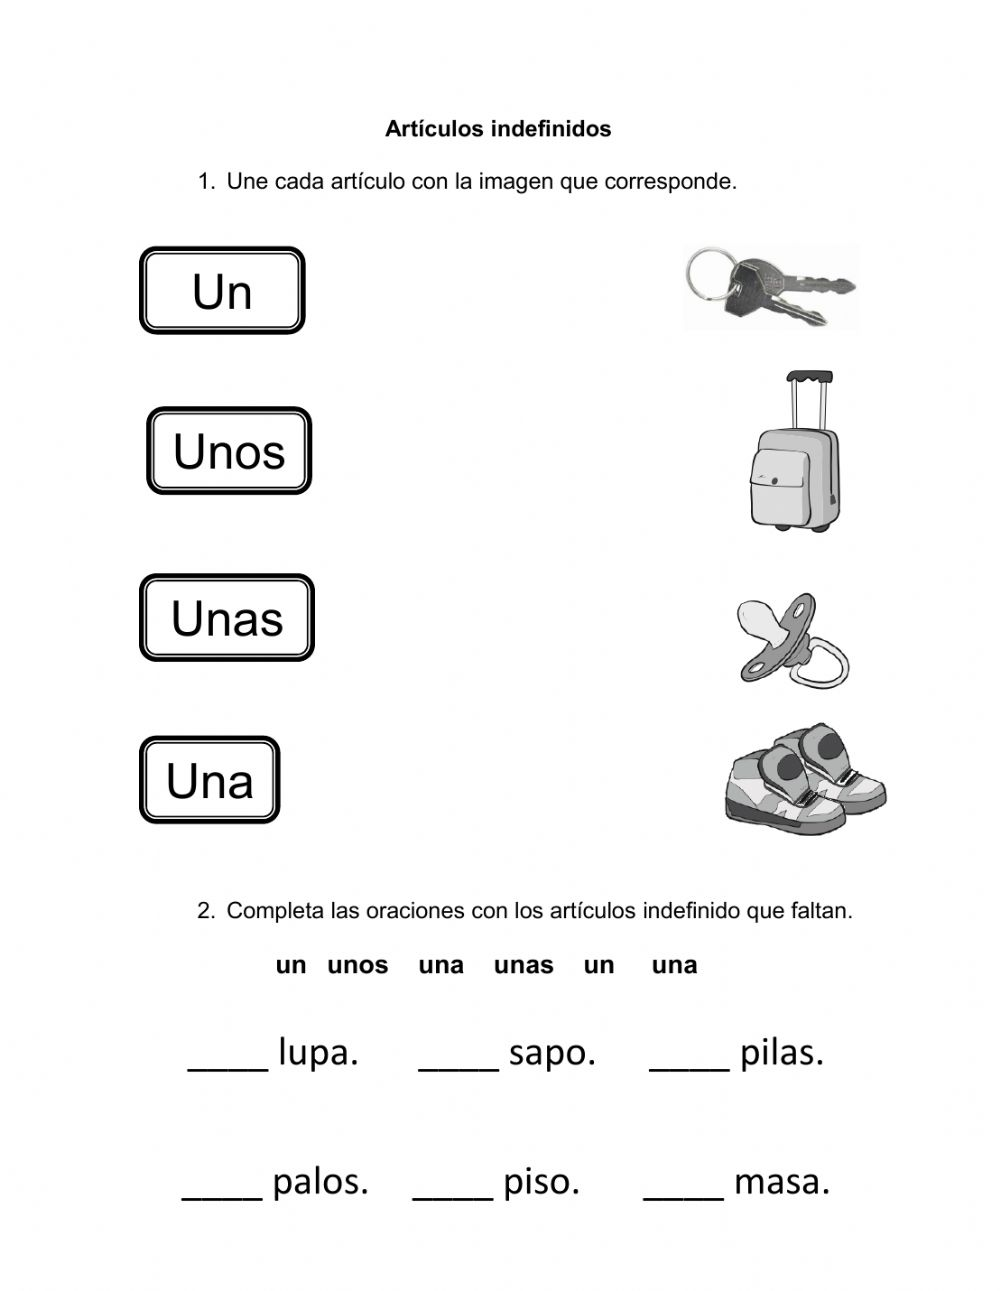 Artículos indefinidos
1. Une cada artículo con la imagen que corresponde.
Un
Unos
Unas
Una
2. Completa las oraciones con los artículos indefinido que faltan.
un unos una unas un una
____ lupa. ____ sapo. ____ pilas.
____ palos. ____ piso. ____ masa.